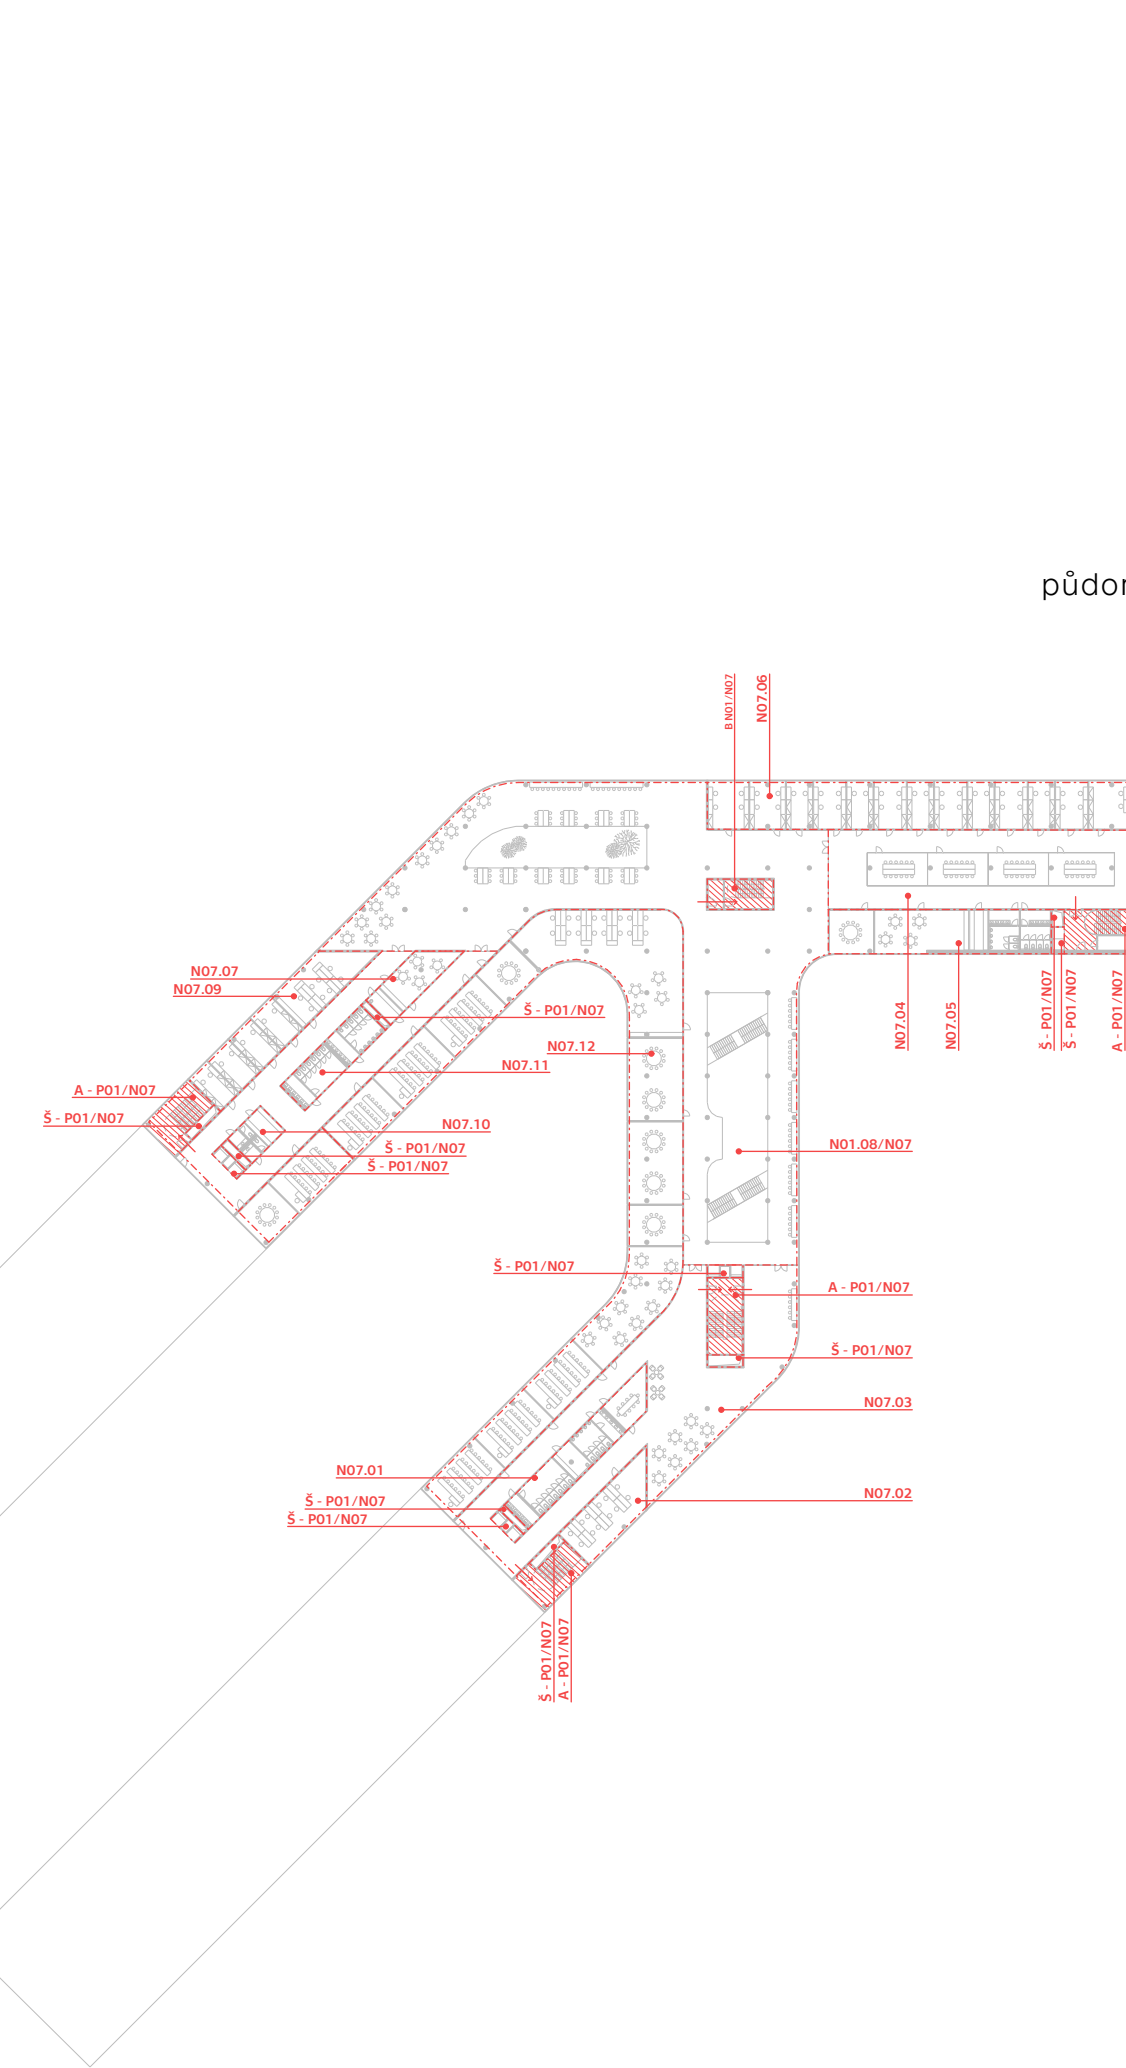 půdor
B N01/N07
N07.06
N07.07
N07.09
Š - P01/N07
N07.12
N07.11
N07.04
N07.05
Š - P01/N07
Š - P01/N07
A - P01/N07
A - P01/N07
Š - P01/N07
N07.10
Š - P01/N07
Š - P01/N07
N01.08/N07
Š - P01/N07
A - P01/N07
Š - P01/N07
N07.03
N07.01
N07.02
Š - P01/N07
Š - P01/N07
Š - P01/N07
A - P01/N07